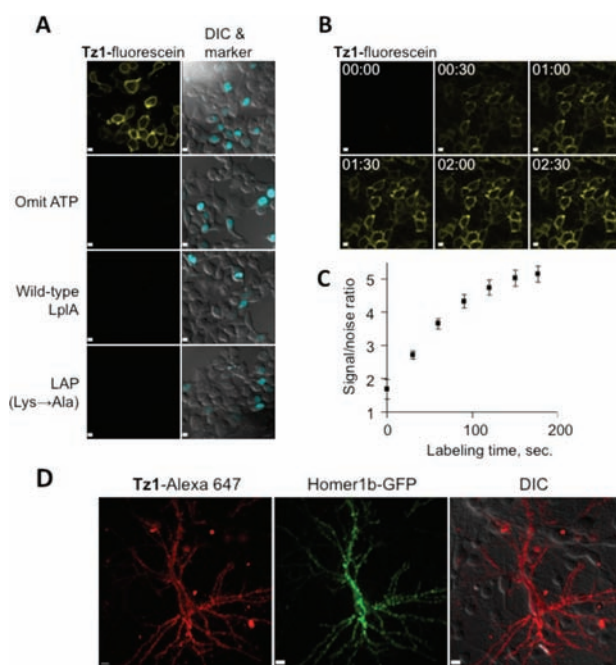 A
Tz1-fluorescein
DIC &
marker
Omit ATP
Wild-type
LplA
LAP
(Lys→Ala)
B
Tz1-fluorescein
00:00
00:30
01:00
01:30
02:00
02:30
C
Signal/noise ratio
5
4
3
2
1
0
100
200
Labeling time, sec.
D
Tz1-Alexa 647
Homer1b-GFP
DIC